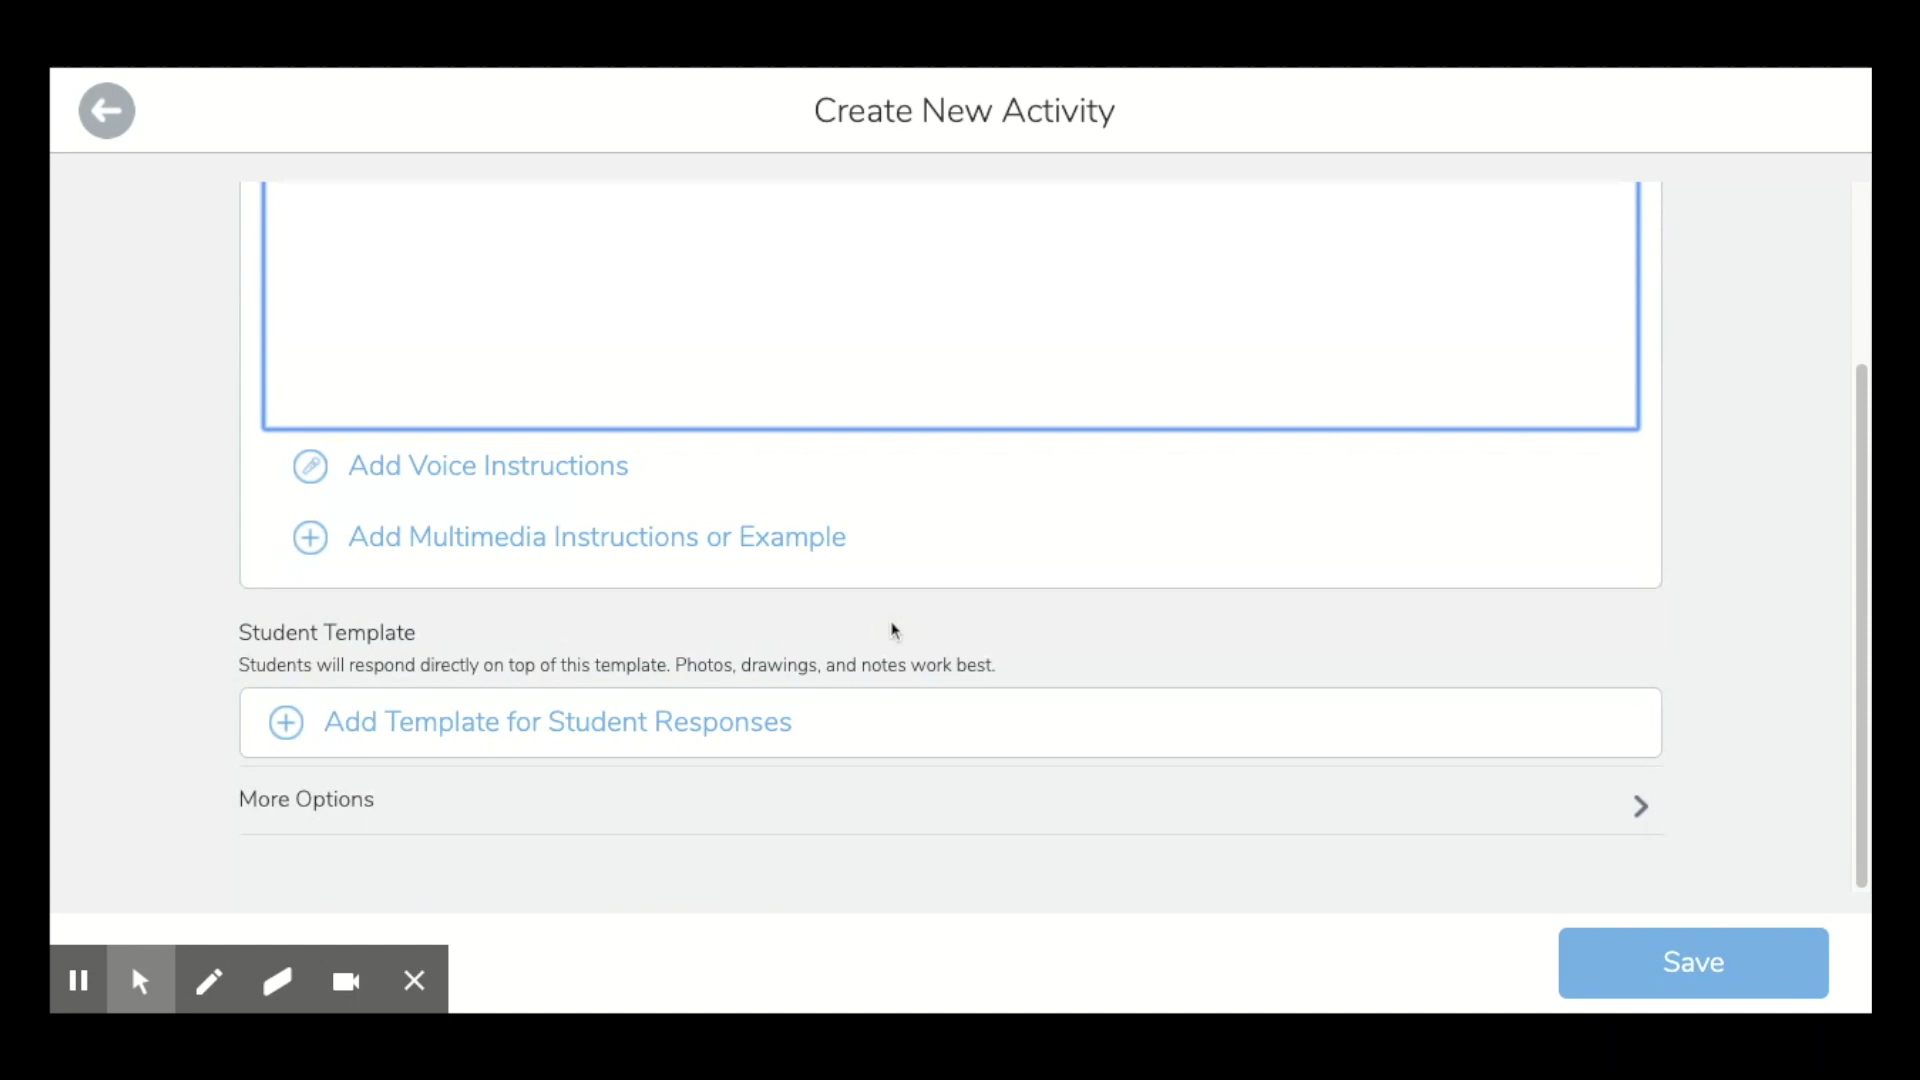 Create New Activity
Add Voice Instructions
Add Multimedia Instructions or Example
Student Template
Students will respond directly on top of this template. Photos, drawings, and notes work best.
Add Template for Student Responses
More Options
Save